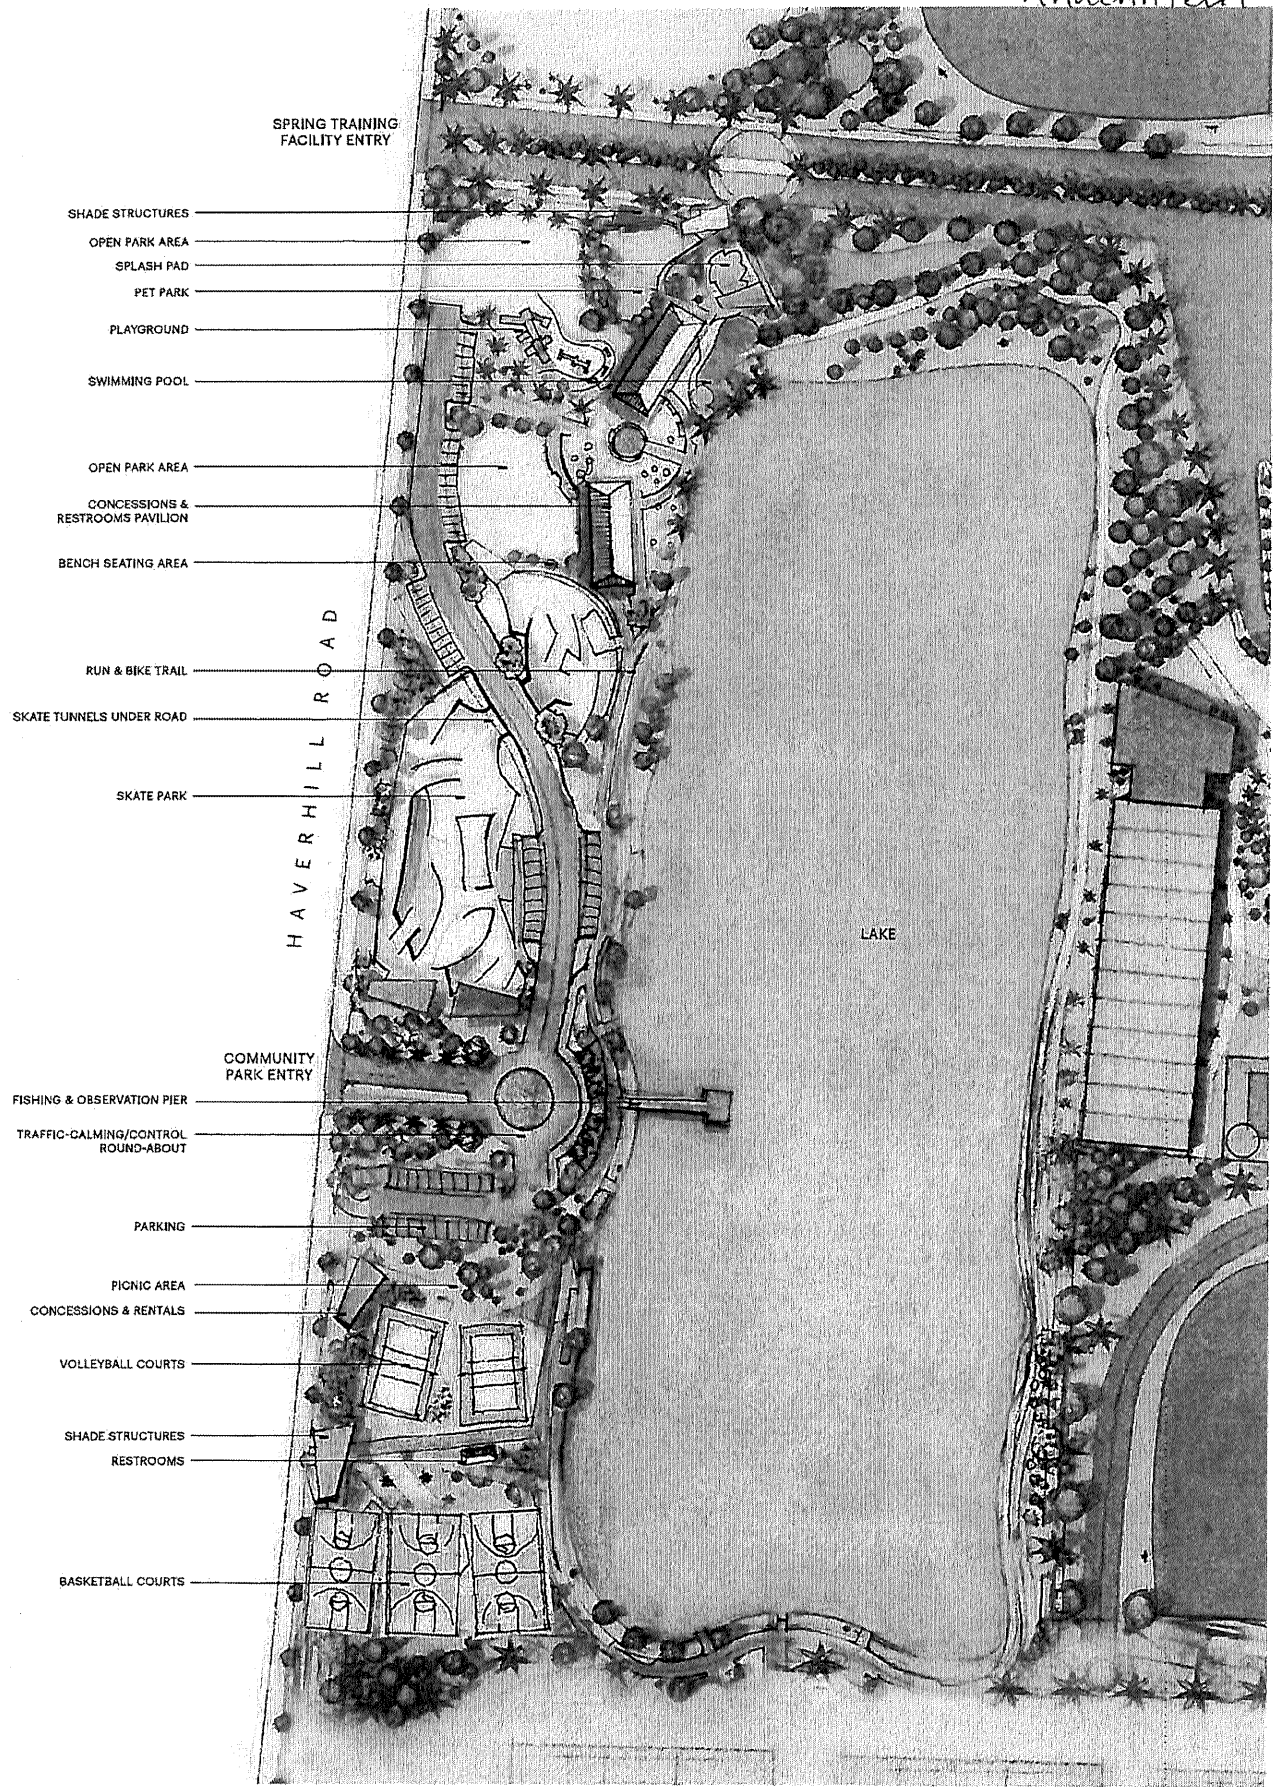 SPRING TRAINING
FACILITY ENTRY
SHADE STRUCTURES
OPEN PARK AREA
SPLASH PAD
PET PARK
PLAYGROUND
SWIMMING POOL
OPEN PARK AREA
CONCESSIONS &
RESTROOMS PAVILION
BENCH SEATING AREA
HAVERHILL ROAD
RUN & BIKE TRAIL
SKATE TUNNELS UNDER ROAD
SKATE PARK
LAKE
COMMUNITY
PARK ENTRY
FISHING & OBSERVATION PIER
TRAFFIC-CALMING/CONTROL
ROUND-ABOUT
PARKING
PICNIC AREA
CONCESSIONS & RENTALS
VOLLEYBALL COURTS
SHADE STRUCTURES
RESTROOMS
BASKETBALL COURTS